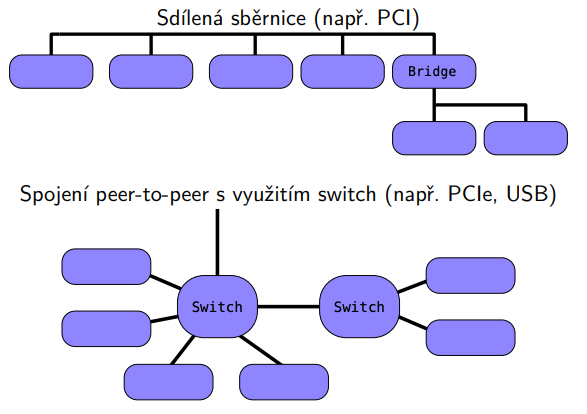 Sdílená sběrnice (např. PCI)
Bridge
Spojení peer-to-peer s využitím switch (např. PCIe, USB)
Switch
Switch